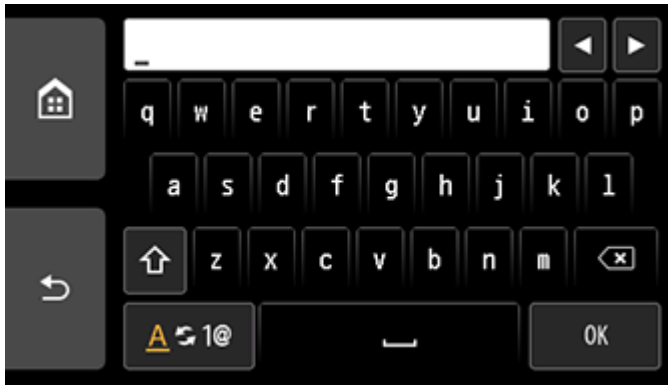 _
q w e r t y u i o p
a s d f g h j k l
z x c v b n m
A 1@ OK